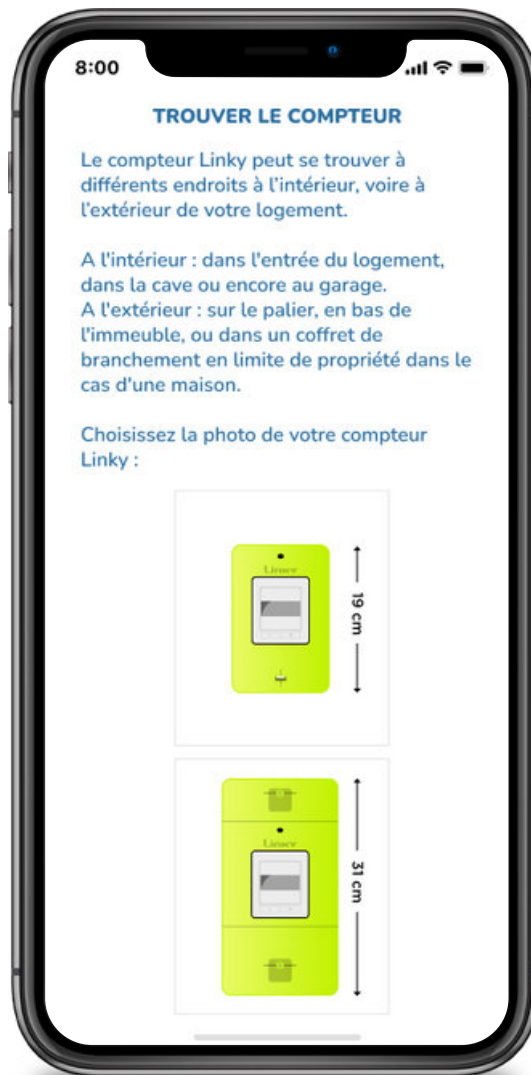 8:00
TROUVER LE COMPTEUR
Le compteur Linky peut se trouver à
différents endroits à l'intérieur, voire à
l'extérieur de votre logement.
A l'intérieur : dans l'entrée du logement,
dans la cave ou encore au garage.
A l'extérieur : sur le palier, en bas de
l'immeuble, ou dans un coffret de
branchement en limite de propriété dans le
cas d'une maison.
Choisissez la photo de votre compteur
Linky :
Linky
19 cm
Linky
31 cm